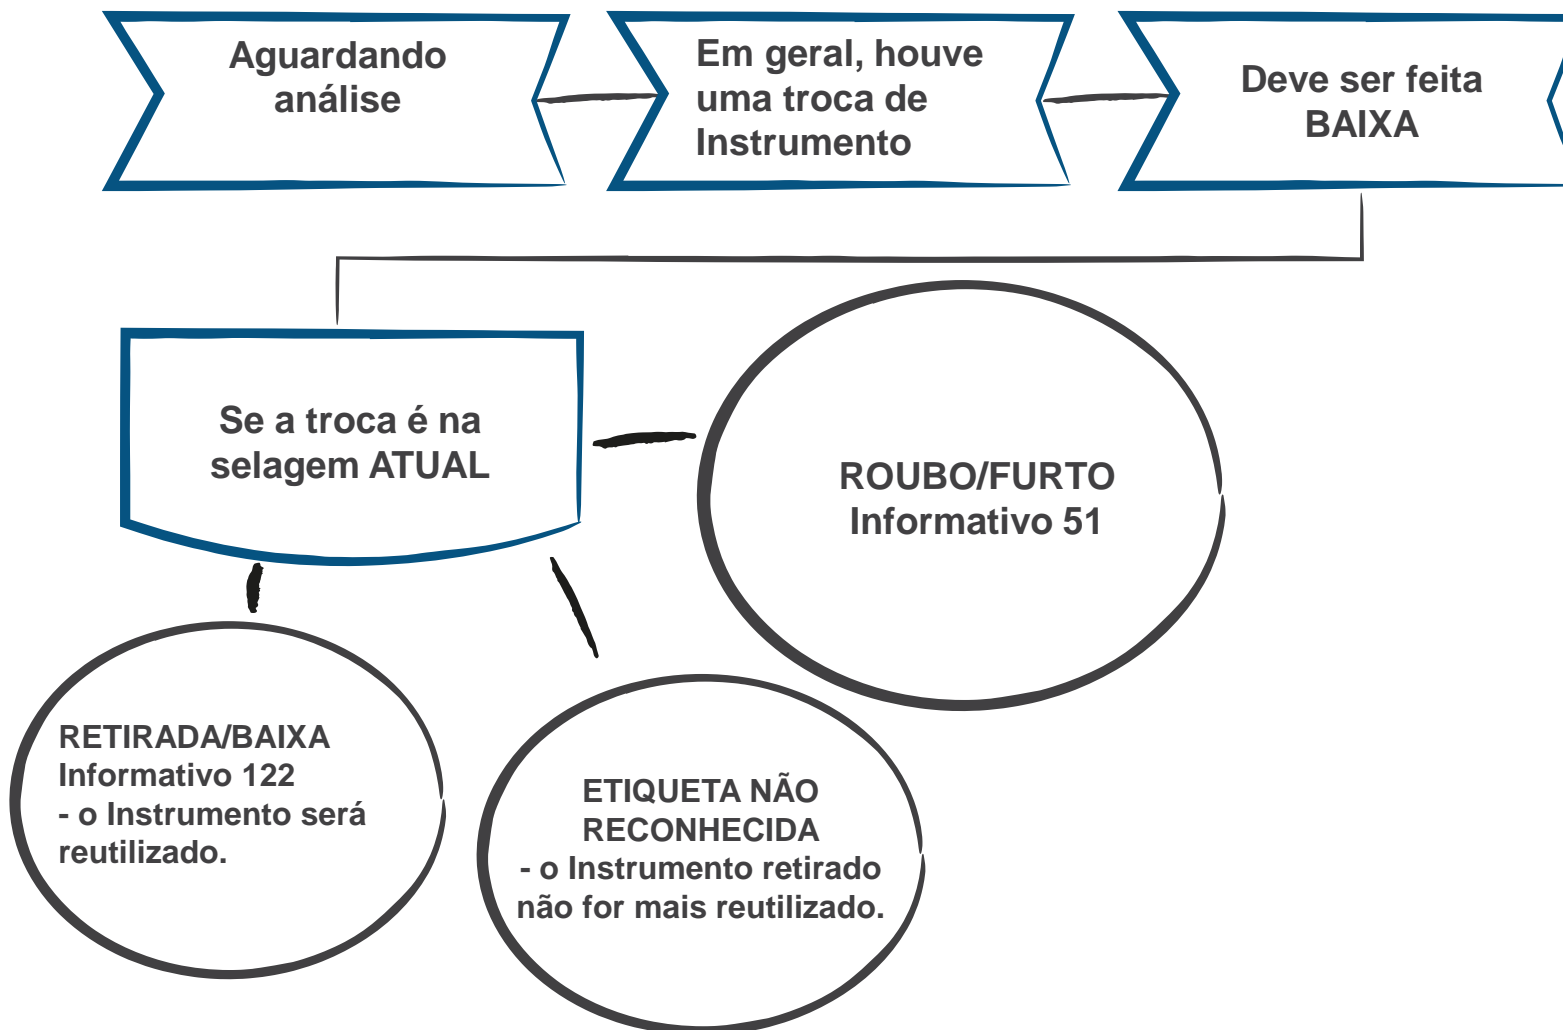 Aguardando
análise
Em geral, houve
uma troca de
Instrumento
Deve ser feita
BAIXA
Se a troca é na
selagem ATUAL
ROUBO/FURTO
Informativo 51
RETIRADA/BAIXA
Informativo 122
- o Instrumento será
reutilizado.
ETIQUETA NÃO
RECONHECIDA
- o Instrumento retirado
não for mais reutilizado.